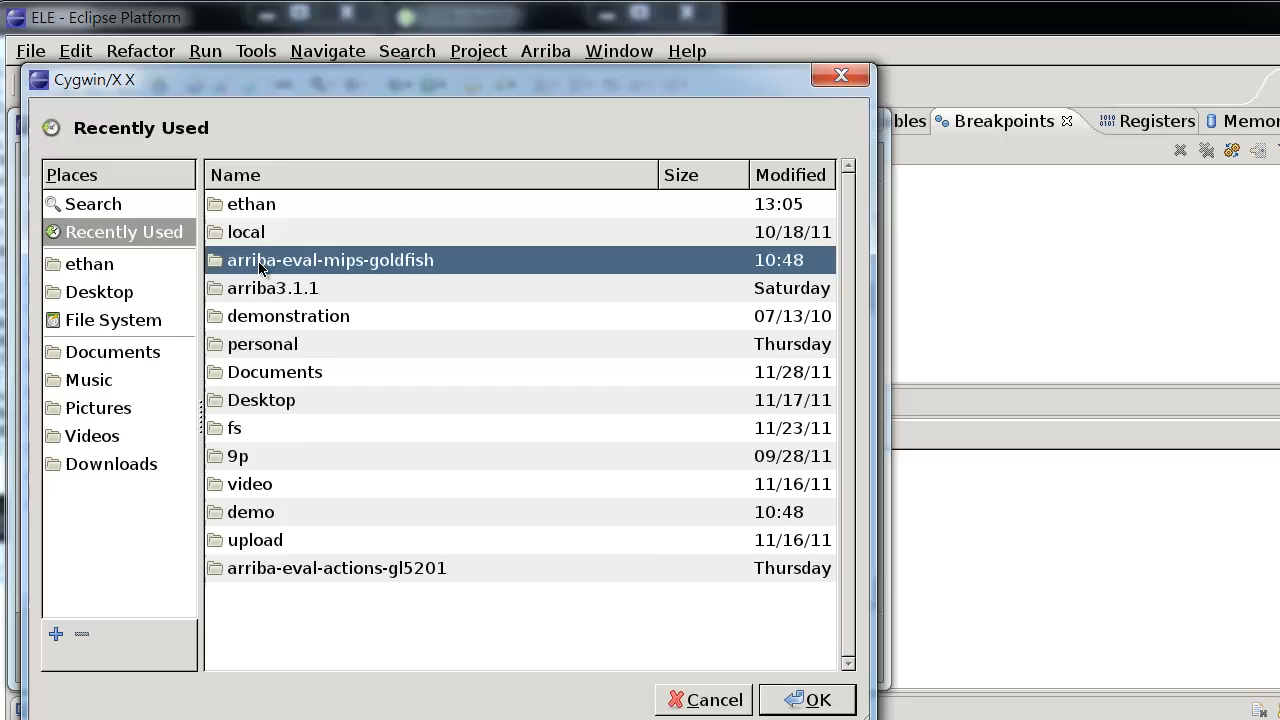 ELE - Eclipse Platform
File Edit Refactor Run Tools Navigate Search Project Arriba Window Help
Cygwin/X X
Recently Used
bles Breakpoints Registers Memor
Places
Name Size Modified
Search
ethan 13:05
Recently Used
local 10/18/11
ethan
arriba-eval-mips-goldfish 10:48
Desktop
arriba3.1.1 Saturday
File System
demonstration 07/13/10
Documents
personal Thursday
Music
Documents 11/28/11
Pictures
Desktop 11/17/11
Videos
fs 11/23/11
Downloads
9p 09/28/11
video 11/16/11
demo 10:48
upload 11/16/11
arriba-eval-actions-gl5201 Thursday
Cancel OK